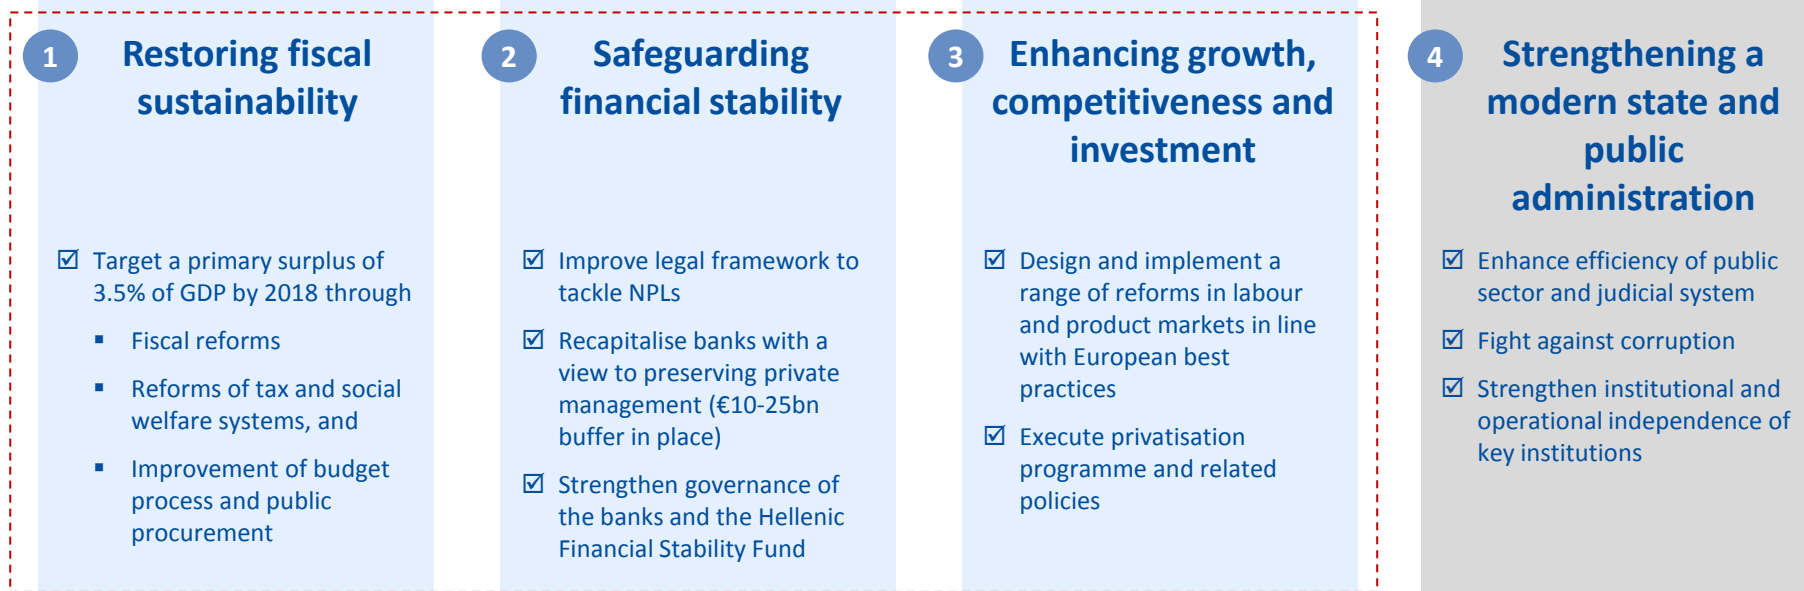 1
Restoring fiscal
sustainability
Target a primary surplus of
3.5% of GDP by 2018 through
Fiscal reforms
Reforms of tax and social
welfare systems, and
Improvement of budget
process and public
procurement
2
Safeguarding
financial stability
Improve legal framework to
tackle NPLs
Recapitalise banks with a
view to preserving private
management (€10-25bn
buffer in place)
Strengthen governance of
the banks and the Hellenic
Financial Stability Fund
3
Enhancing growth,
competitiveness and
investment
Design and implement a
range of reforms in labour
and product markets in line
with European best
practices
Execute privatisation
programme and related
policies
4
Strengthening a
modern state and
public
administration
Enhance efficiency of public
sector and judicial system
Fight against corruption
Strengthen institutional and
operational independence of
key institutions